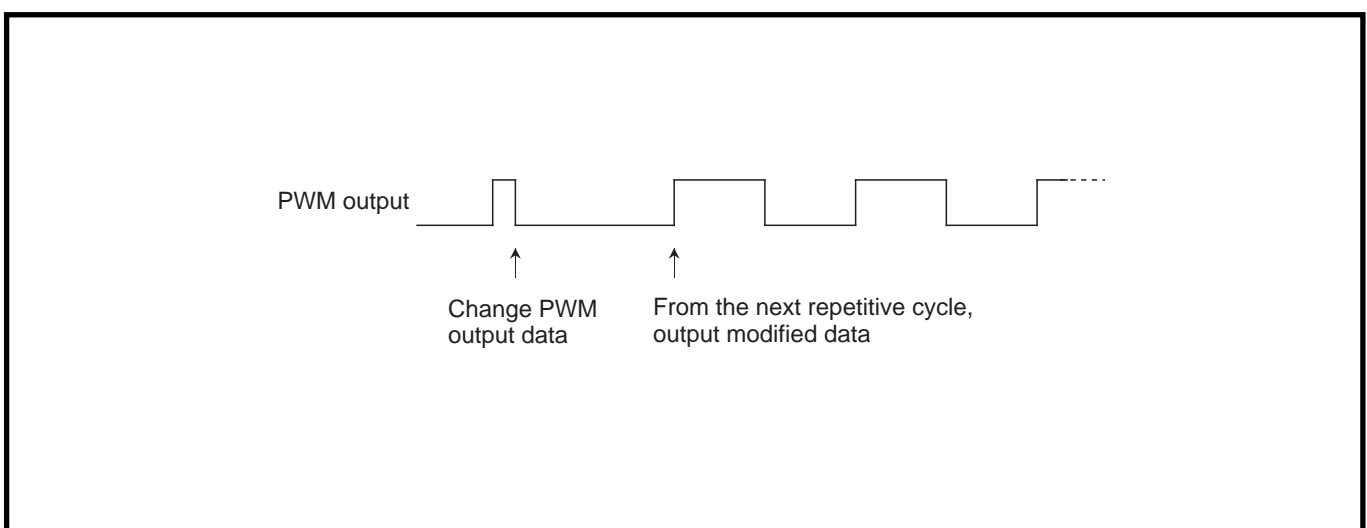 PWM output
Change PWM
output data
From the next repetitive cycle,
output modified data